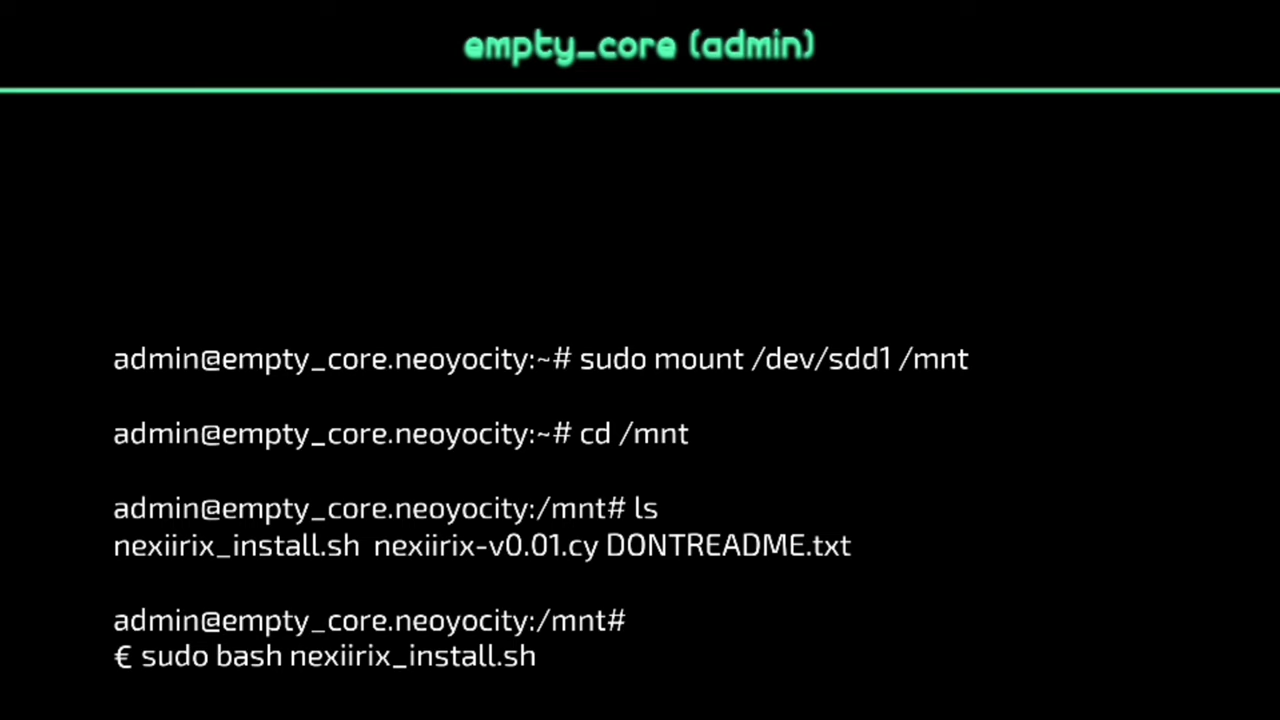 empty_core (admin)
admin@empty_core.neoyocity:~# sudo mount /dev/sdd1 /mnt
admin@empty_core.neoyocity:~# cd /mnt
admin@empty_core.neoyocity:/mnt# ls
nexiirix_install.sh nexiirix-v0.01.cy DONTREADME.txt
admin@empty_core.neoyocity:/mnt#
€ sudo bash nexiirix_install.sh